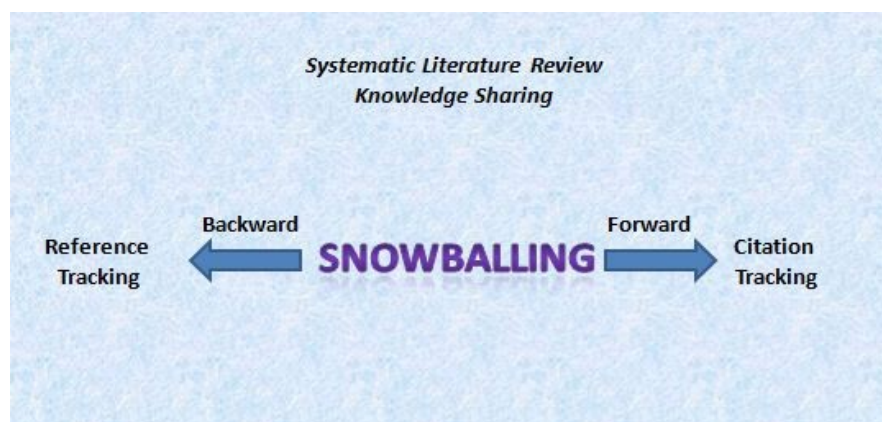 Systematic Literature Review
Knowledge Sharing
Backward
Forward
Reference
Tracking
SNOWBALLING
Citation
Tracking